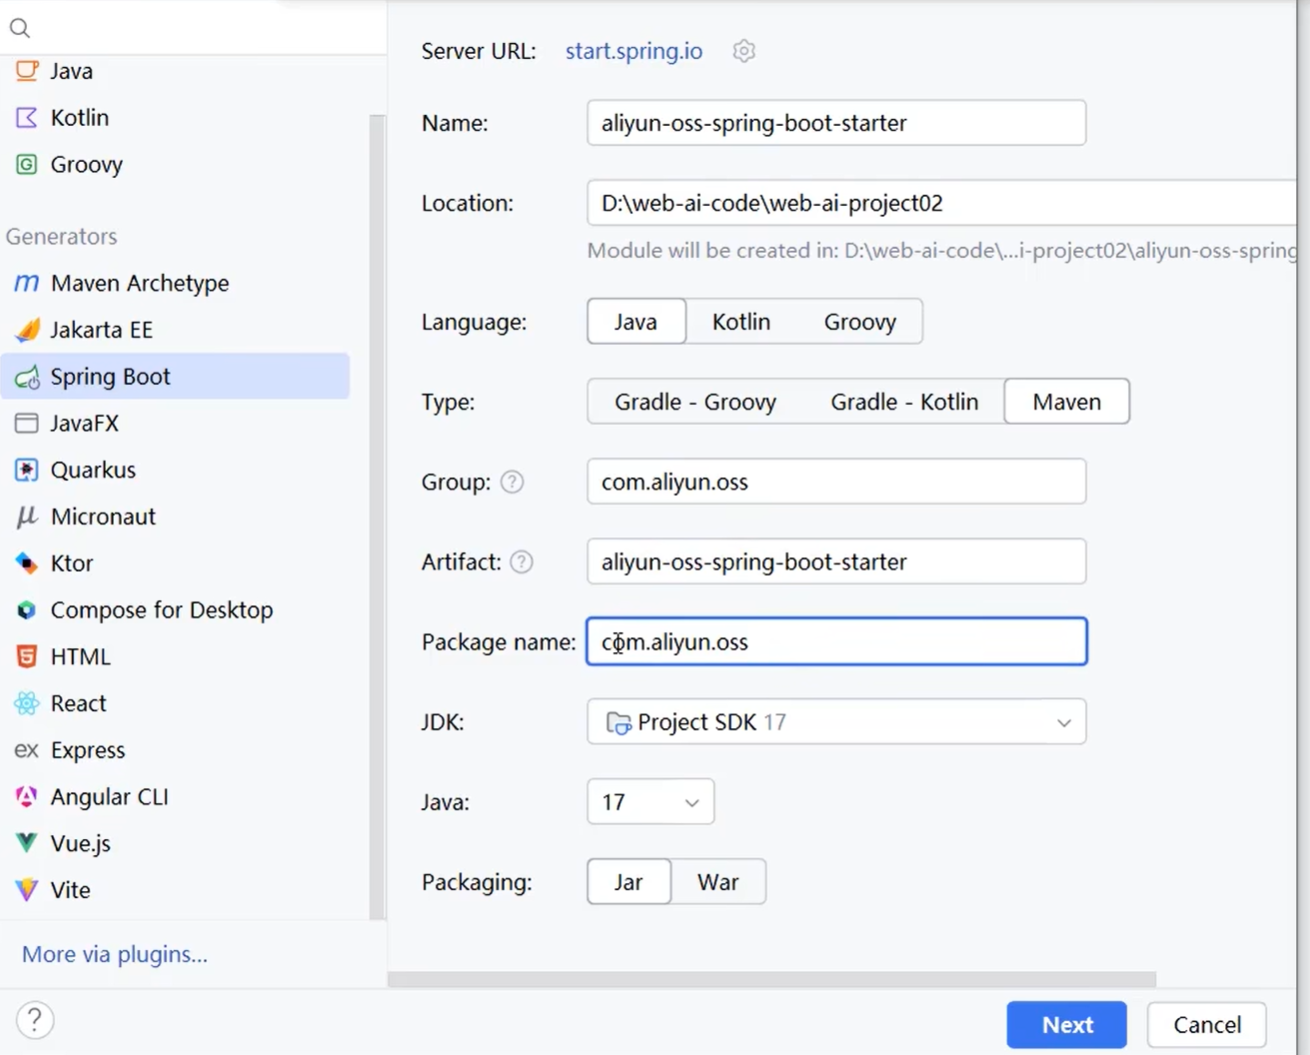 Java
Kotlin
Groovy
Generators
Maven Archetype
Jakarta EE
Spring Boot
JavaFX
Quarkus
Micronaut
Ktor
Compose for Desktop
HTML
React
ex Express
Angular CLI
Vue.js
Vite
More via plugins...
?
Server URL: start.spring.io
Name: aliyun-oss-spring-boot-starter
Location: D:\web-ai-code\web-ai-project02
Module will be created in: D:\web-ai-code\...i-project02\aliyun-oss-spring
Language: Java Kotlin Groovy
Type: Gradle - Groovy Gradle - Kotlin Maven
Group: ? com.aliyun.oss
Artifact: ? aliyun-oss-spring-boot-starter
Package name: com.aliyun.oss
JDK: Project SDK 17
Java: 17
Packaging: Jar War
Next Cancel